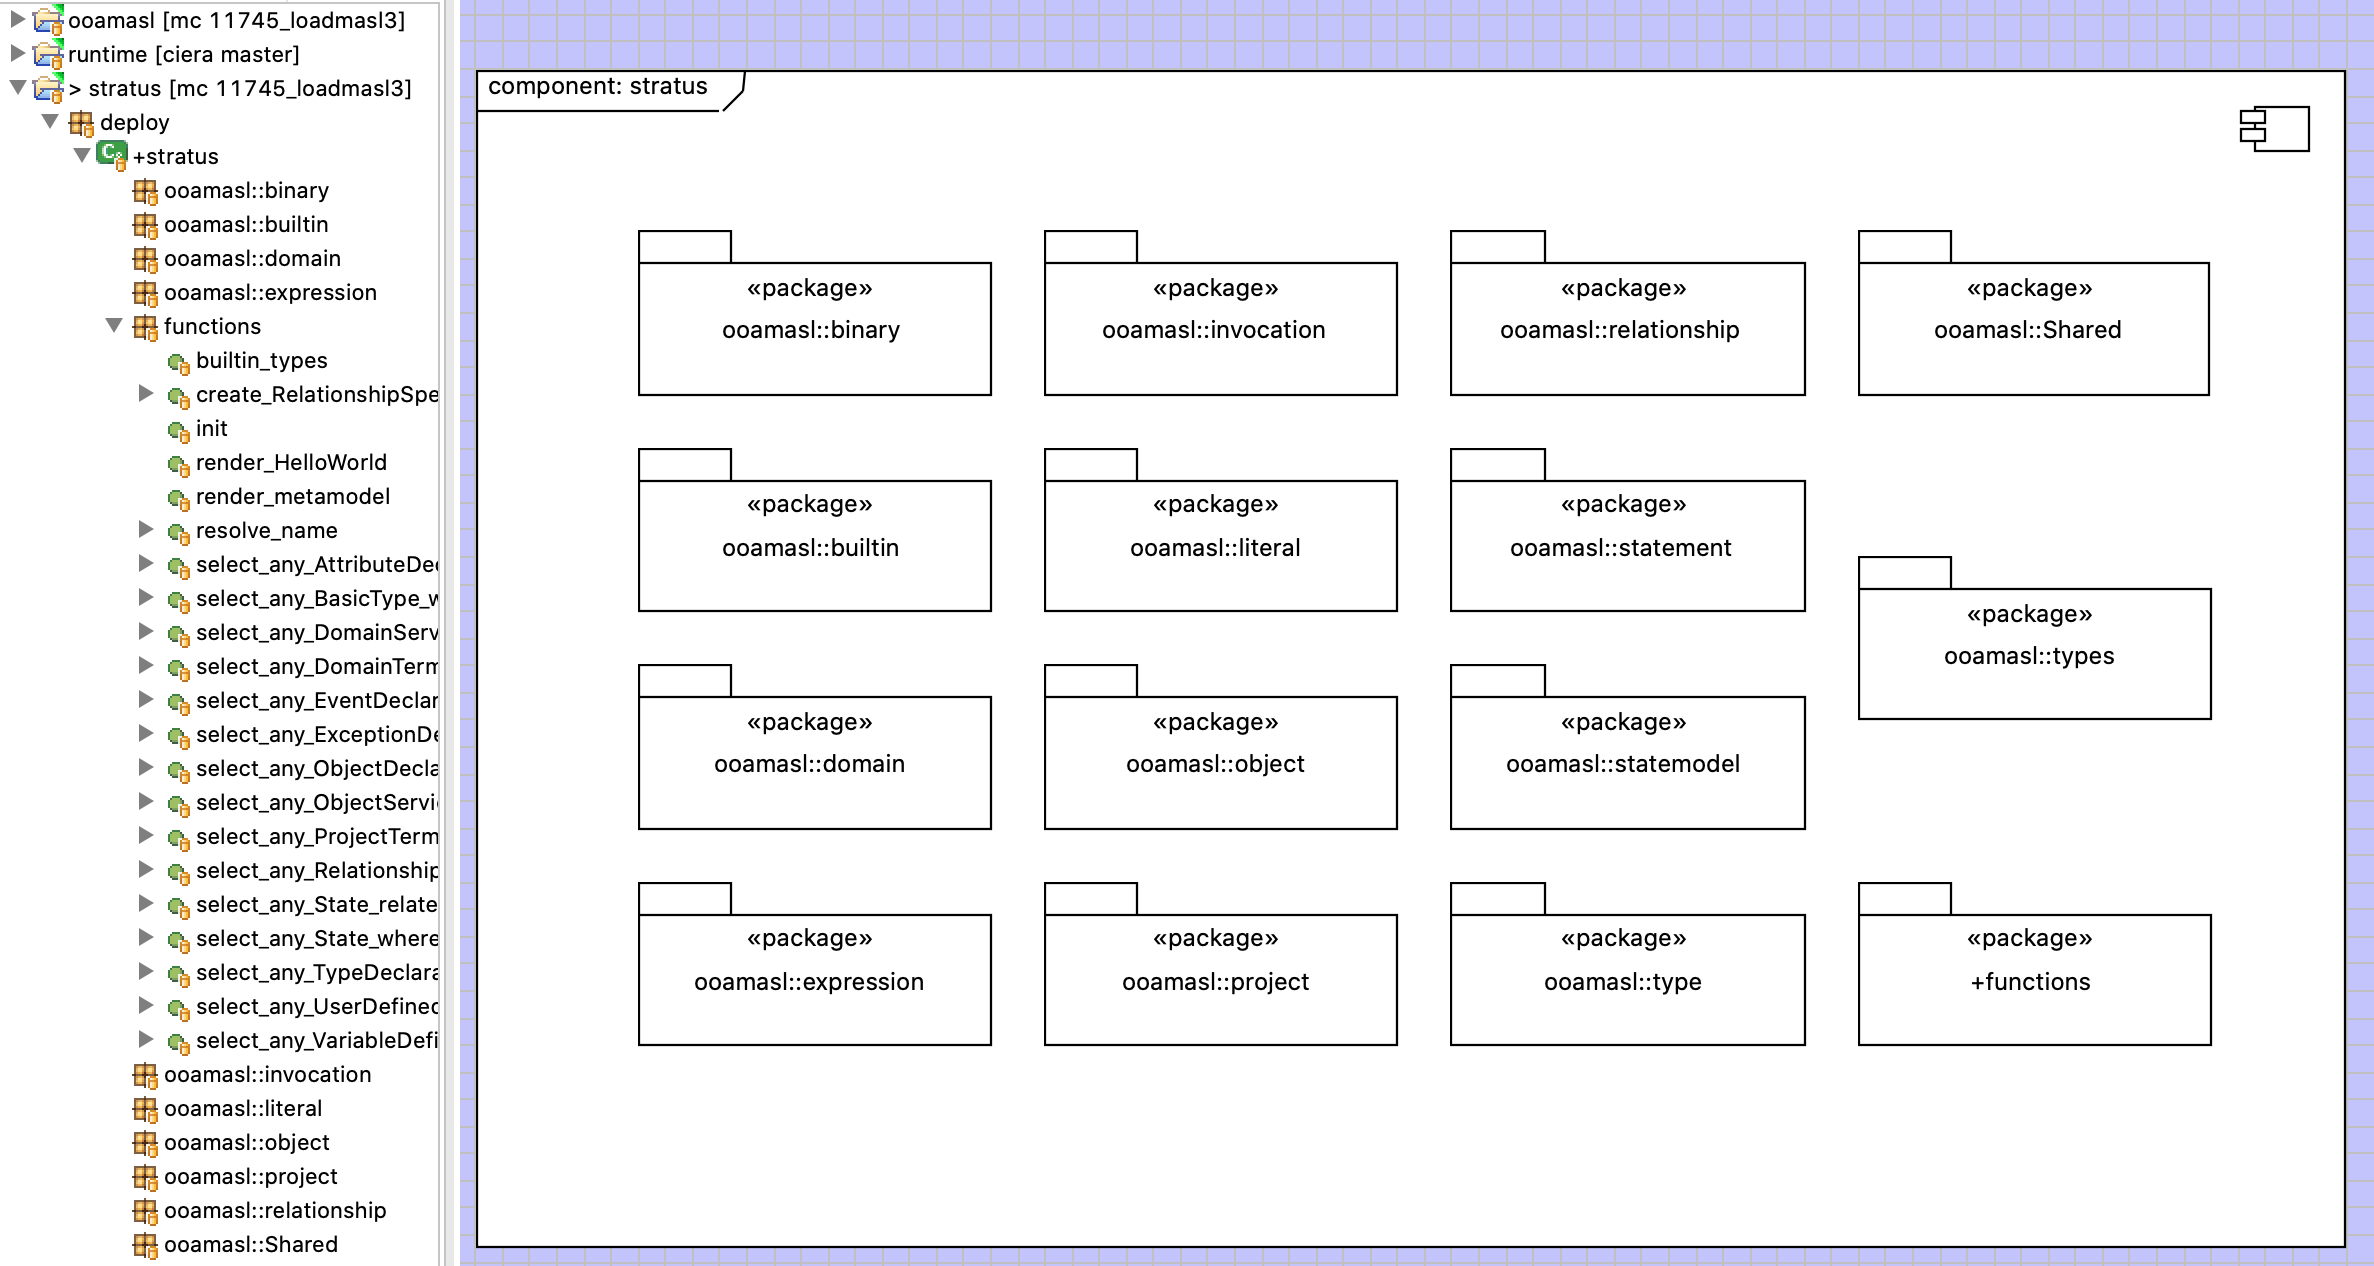 ooamasl [mc 11745_loadmasl3]
runtime [ciera master]
> stratus [mc 11745_loadmasl3]
deploy
+stratus
ooamasl::binary
ooamasl::builtin
ooamasl::domain
ooamasl::expression
functions
builtin_types
create_RelationshipSpe
init
render_HelloWorld
render_metamodel
resolve_name
select_any_AttributeDe
select_any_BasicType_w
select_any_DomainServ
select_any_DomainTerm
select_any_EventDeclar
select_any_ExceptionDe
select_any_ObjectDecla
select_any_ObjectServi
select_any_ProjectTerm
select_any_Relationship
select_any_State_relate
select_any_State_where
select_any_TypeDeclara
select_any_UserDefined
select_any_VariableDefi
ooamasl::invocation
ooamasl::literal
ooamasl::object
ooamasl::project
ooamasl::relationship
ooamasl::Shared
component: stratus
«package»
ooamasl::binary
«package»
ooamasl::invocation
«package»
ooamasl::relationship
«package»
ooamasl::Shared
«package»
ooamasl::builtin
«package»
ooamasl::literal
«package»
ooamasl::statement
«package»
ooamasl::types
«package»
ooamasl::domain
«package»
ooamasl::object
«package»
ooamasl::statemodel
«package»
ooamasl::expression
«package»
ooamasl::project
«package»
ooamasl::type
«package»
+functions